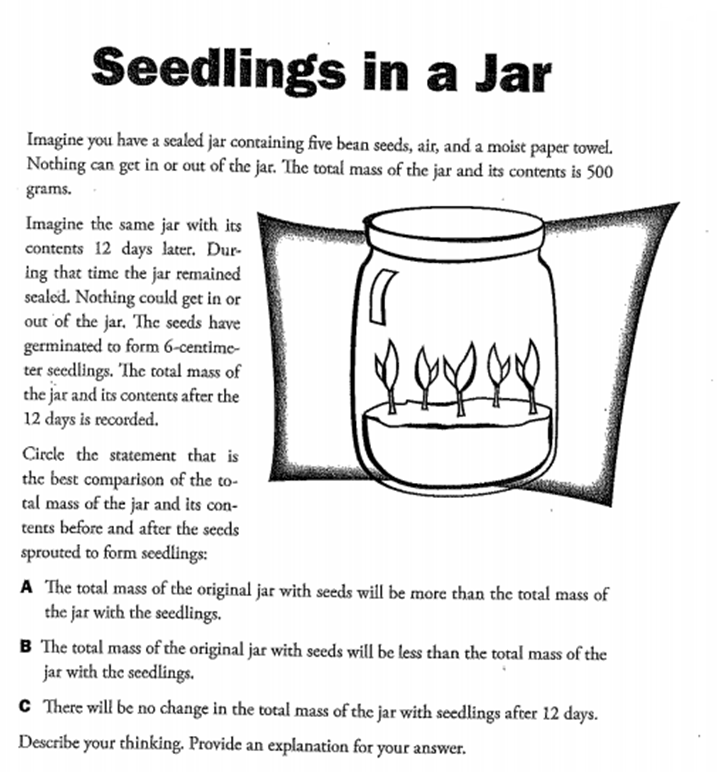 Seedlings in a Jar
Imagine you have a sealed jar containing five bean seeds, air, and a moist paper towel.
Nothing can get in or out of the jar. The total mass of the jar and its contents is 500
grams.
Imagine the same jar with its
contents 12 days later. Dur-
ing that time the jar remained
sealed. Nothing could get in or
out of the jar. The seeds have
germinated to form 6-centime-
ter seedlings. The total mass of
the jar and its contents after the
12 days is recorded.
Circle the statement that is
the best comparison of the to-
tal mass of the jar and its con-
tents before and after the seeds
sprouted to form seedlings:
A The total mass of the original jar with seeds will be more than the total mass of
the jar with the seedlings.
B The total mass of the original jar with seeds will be less than the total mass of the
jar with the seedlings.
C There will be no change in the total mass of the jar with seedlings after 12 days.
Describe your thinking. Provide an explanation for your answer.